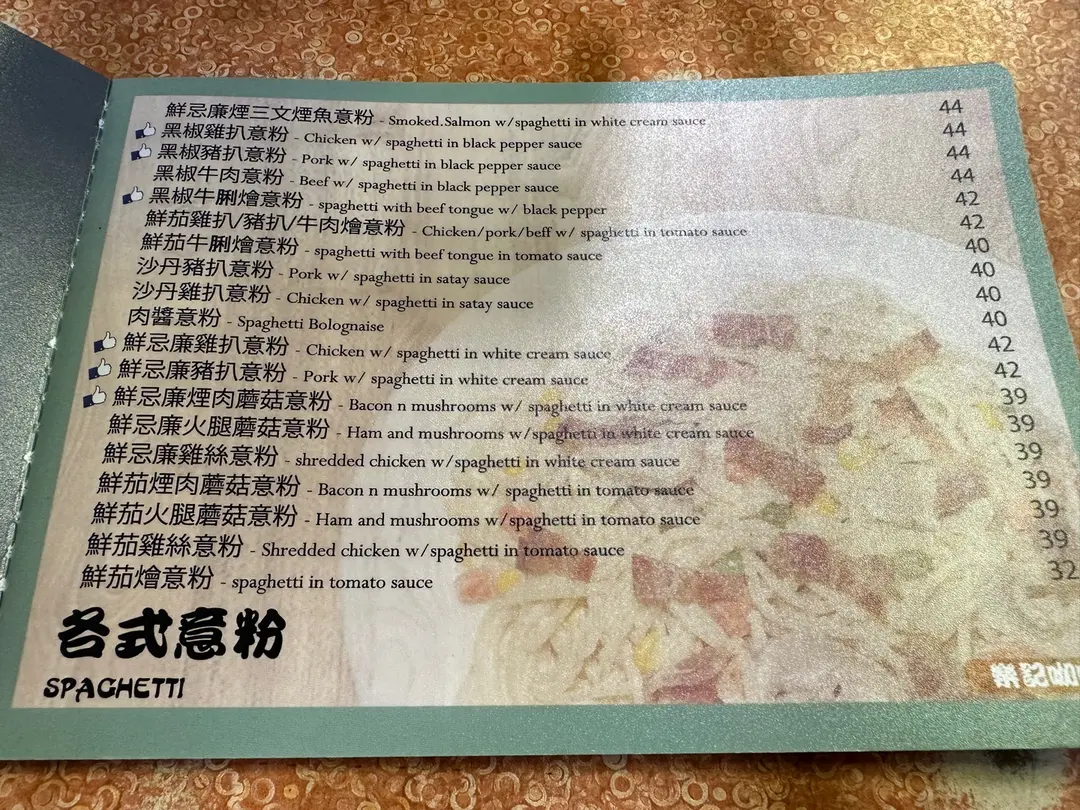 鮮忌廉煙三文煙魚意粉 - Smoked.Salmon w/spaghetti in white cream sauce 44
黑椒雞扒意粉 - Chicken w/ spaghetti in black pepper sauce 44
黑椒豬扒意粉 - Pork w/ spaghetti in black pepper sauce 44
黑椒牛肉意粉 - Beef w/ spaghetti in black pepper sauce 44
黑椒牛脷燴意粉 - spaghetti with beef tongue w/ black pepper 42
鮮茄雞扒/豬扒/牛肉燴意粉 - Chicken/pork/beff w/ spaghetti in tomato sauce 42
鮮茄牛脷燴意粉 - spaghetti with beef tongue in tomato sauce 40
沙丹豬扒意粉 - Pork w/ spaghetti in satay sauce 40
沙丹雞扒意粉 - Chicken w/ spaghetti in satay sauce 40
肉醬意粉 - Spaghetti Bolognaise 40
鮮忌廉雞扒意粉 - Chicken w/ spaghetti in white cream sauce 42
鮮忌廉豬扒意粉 - Pork w/ spaghetti in white cream sauce 42
鮮忌廉煙肉蘑菇意粉 - Bacon n mushrooms w/ spaghetti in white cream sauce 39
鮮忌廉火腿蘑菇意粉 - Ham and mushrooms w/spaghetti in white cream sauce 39
鮮忌廉雞絲意粉 - shredded chicken w/spaghetti in white cream sauce 39
鮮茄煙肉蘑菇意粉 - Bacon n mushrooms w/ spaghetti in tomato sauce 39
鮮茄火腿蘑菇意粉 - Ham and mushrooms w/spaghetti in tomato sauce 39
鮮茄雞絲意粉 - Shredded chicken w/spaghetti in tomato sauce 39
鮮茄燴意粉 - spaghetti in tomato sauce 32
各式意粉
SPAGHETTI
樂記咖